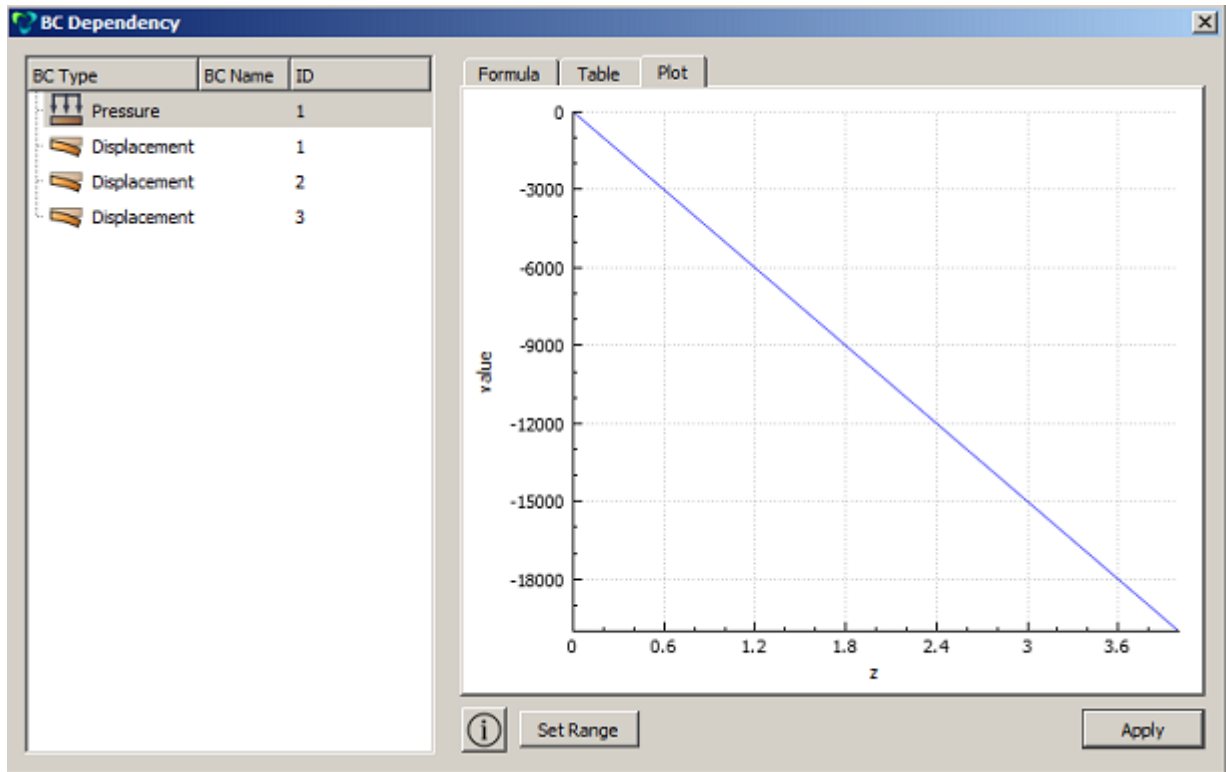 BC Dependency
BC Type BC Name ID
Pressure 1
Displacement 1
Displacement 2
Displacement 3
Formula Table Plot
0
-3000
-6000
-9000
-12000
-15000
-18000
value
0 0.6 1.2 1.8 2.4 3 3.6
z
Set Range
Apply